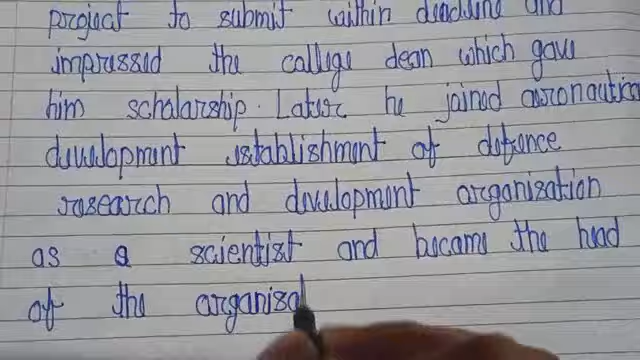 project to submit within deadline and
impressed the college dean which gave
him scholarship. Later he joined aeronautical
development establishment of defence
research and development organization
as a scientist and became the head
of the organiza